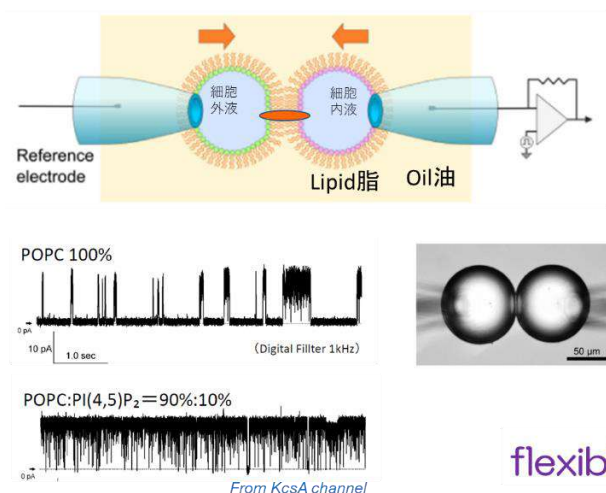 細胞
外液
細胞
内液
Reference
electrode
Lipid脂
Oil油
POPC 100%
0 pA
10 pA
1.0 sec
(Digital Fillter 1kHz)
50 µm
POPC:PI(4,5)P₂＝90%:10%
0 pA
From KcsA channel
flexib